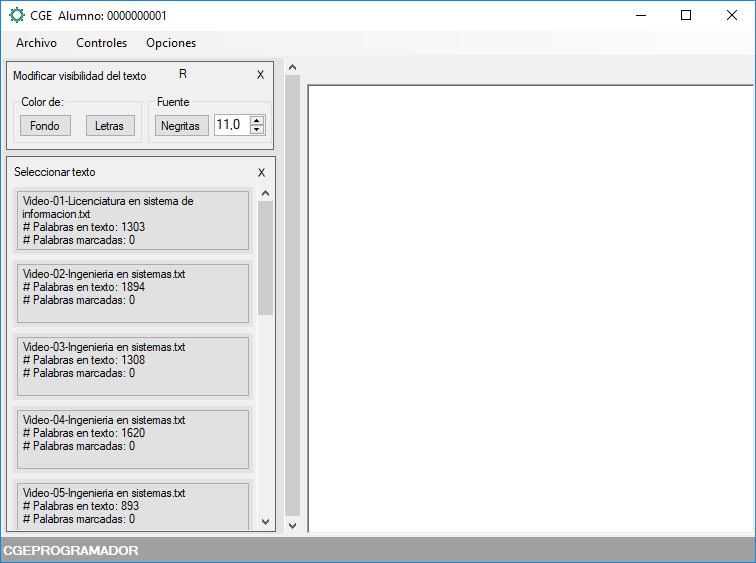 CGE Alumno: 0000000001
Archivo Controles Opciones
Modificar visibilidad del texto R X
Color de: Fuente
Fondo Letras Negritas 11,0
Seleccionar texto X
Video-01-Licenciatura en sistema de
informacion.txt
# Palabras en texto: 1303
# Palabras marcadas: 0
Video-02-Ingenieria en sistemas.txt
# Palabras en texto: 1894
# Palabras marcadas: 0
Video-03-Ingenieria en sistemas.txt
# Palabras en texto: 1308
# Palabras marcadas: 0
Video-04-Ingenieria en sistemas.txt
# Palabras en texto: 1620
# Palabras marcadas: 0
Video-05-Ingenieria en sistemas.txt
# Palabras en texto: 893
# Palabras marcadas: 0
CGEPROGRAMADOR